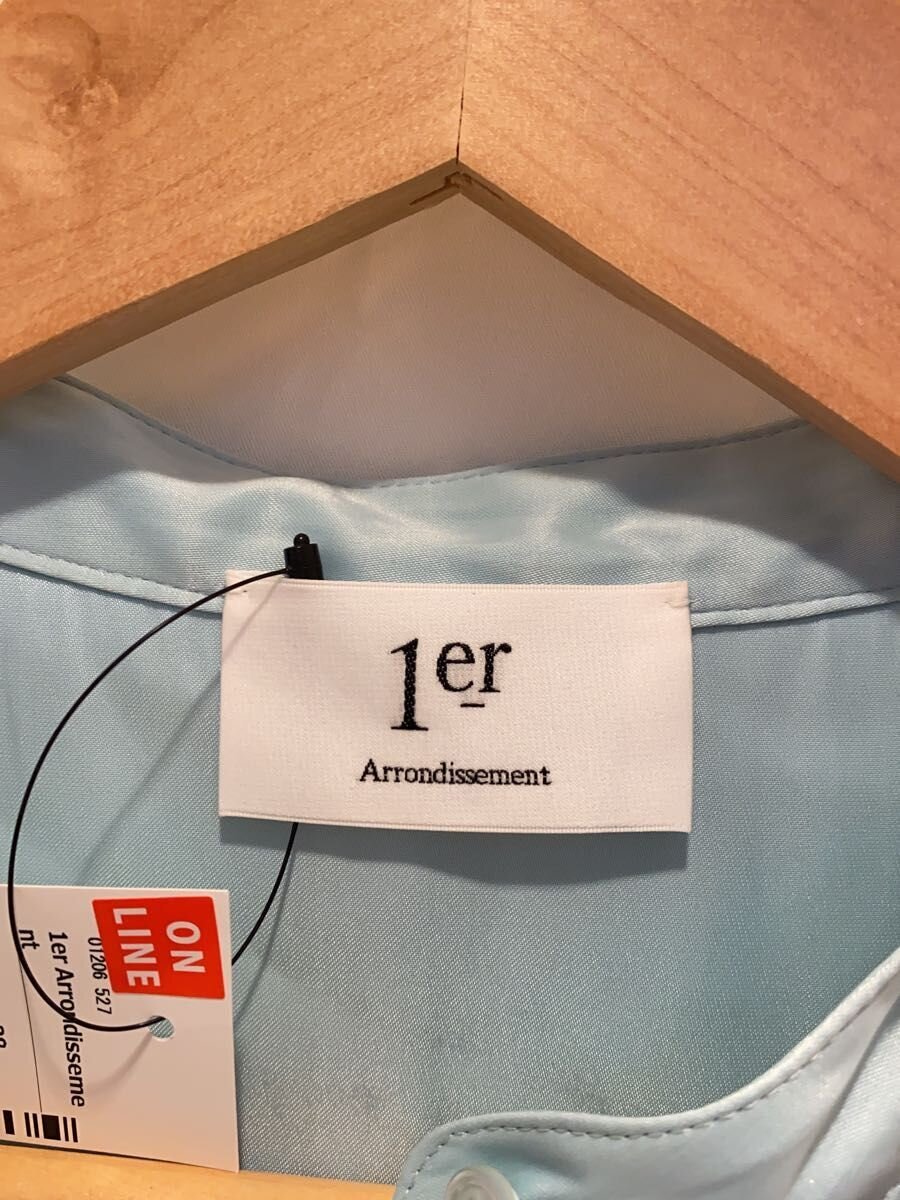 1er
Arrondissement
ON
LINE
01206 527
1er Arrondisseme
nt